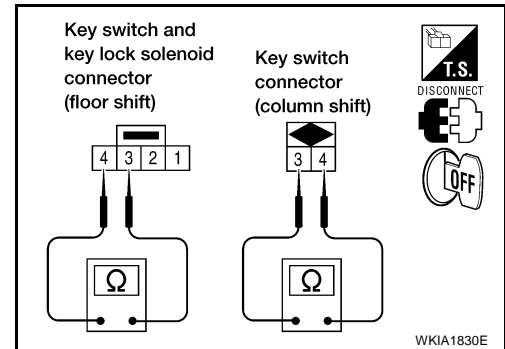 Key switch and
key lock solenoid
connector
(floor shift)
Key switch
connector
(column shift)
T.S.
DISCONNECT
OFF
4 3 2 1
3 4
Ω
Ω
WKIA1830E